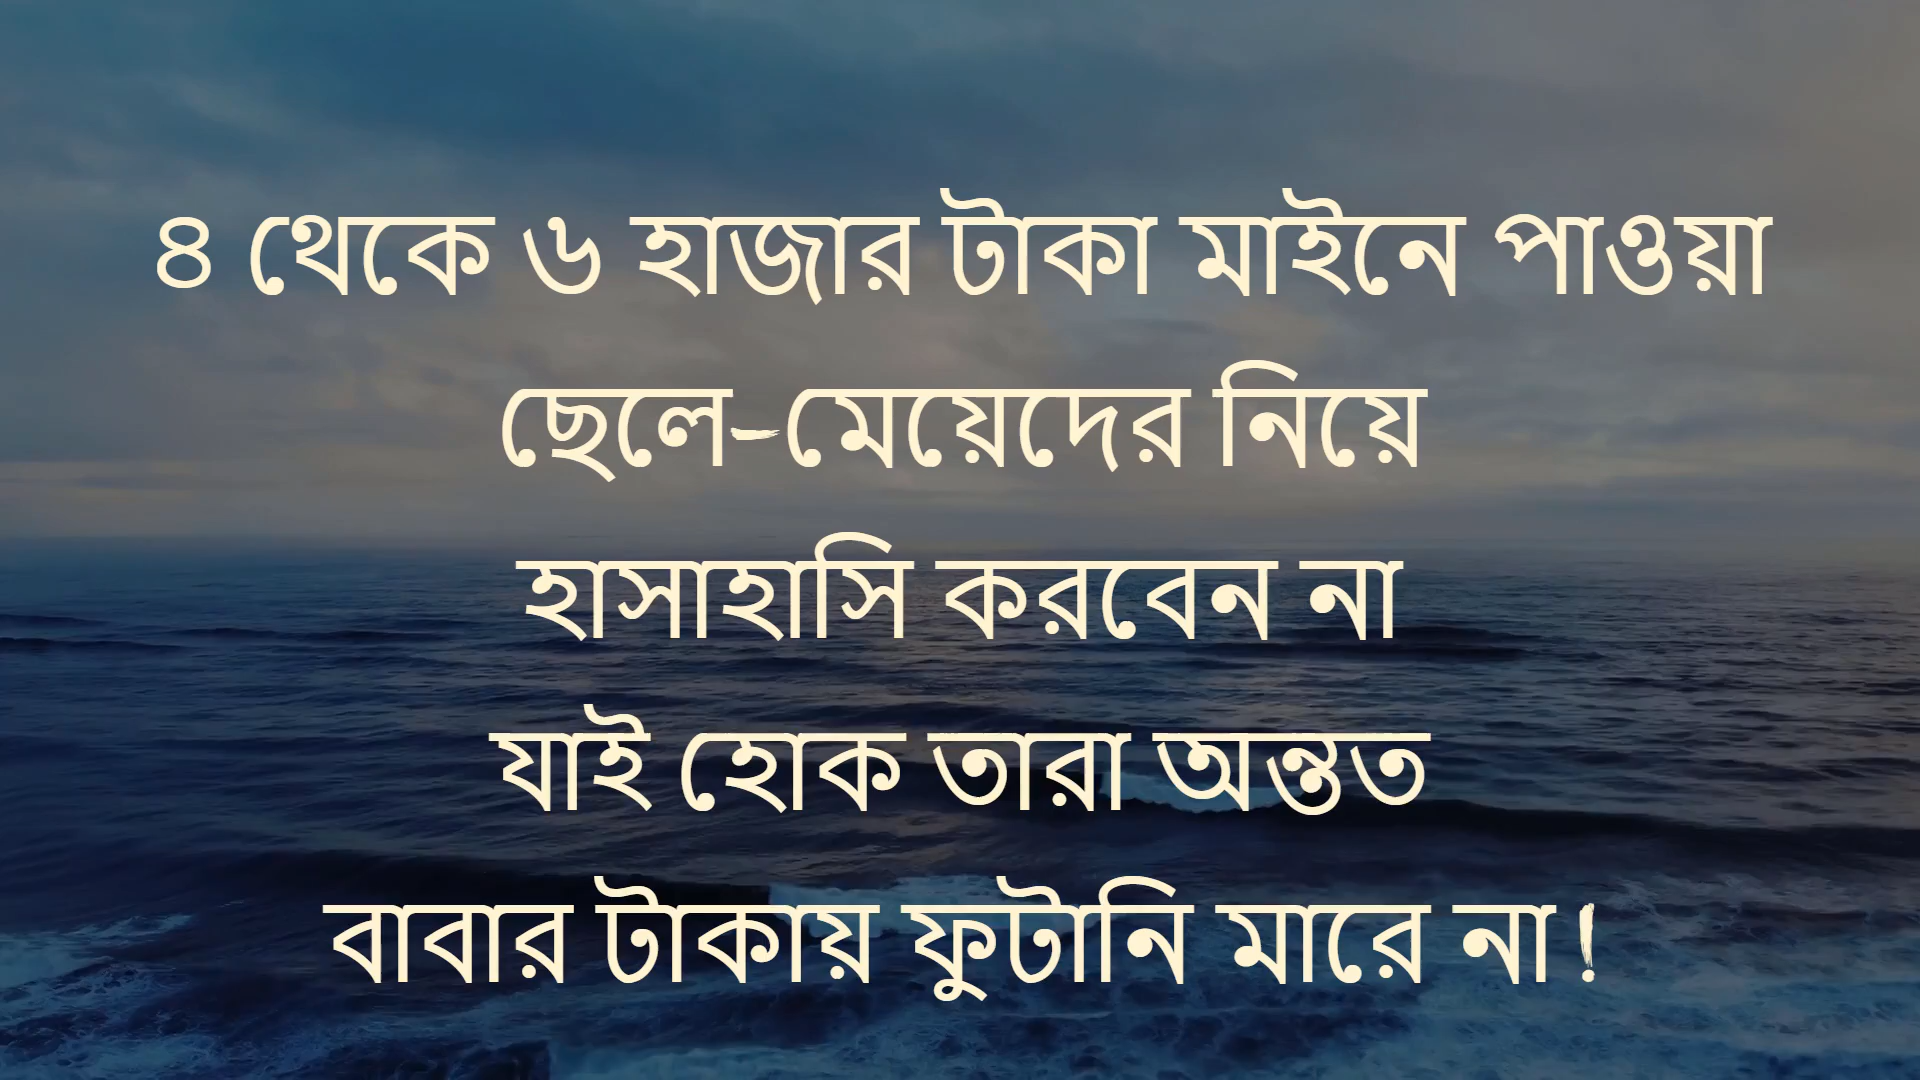 ৪ থেকে ৬ হাজার টাকা মাইনে পাওয়া
ছেলে-মেয়েদের নিয়ে
হাসাহাসি করবেন না
যাই হোক তারা অন্তত
বাবার টাকায় ফুটানি মারে না!